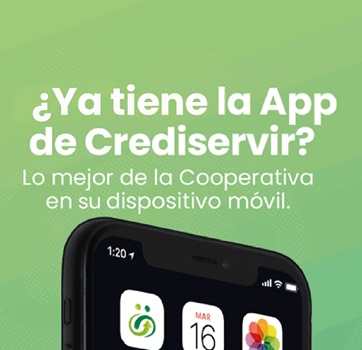 ¿Ya tiene la App
de Crediservir?
Lo mejor de la Cooperativa
en su dispositivo móvil.
1:20
MAR
16